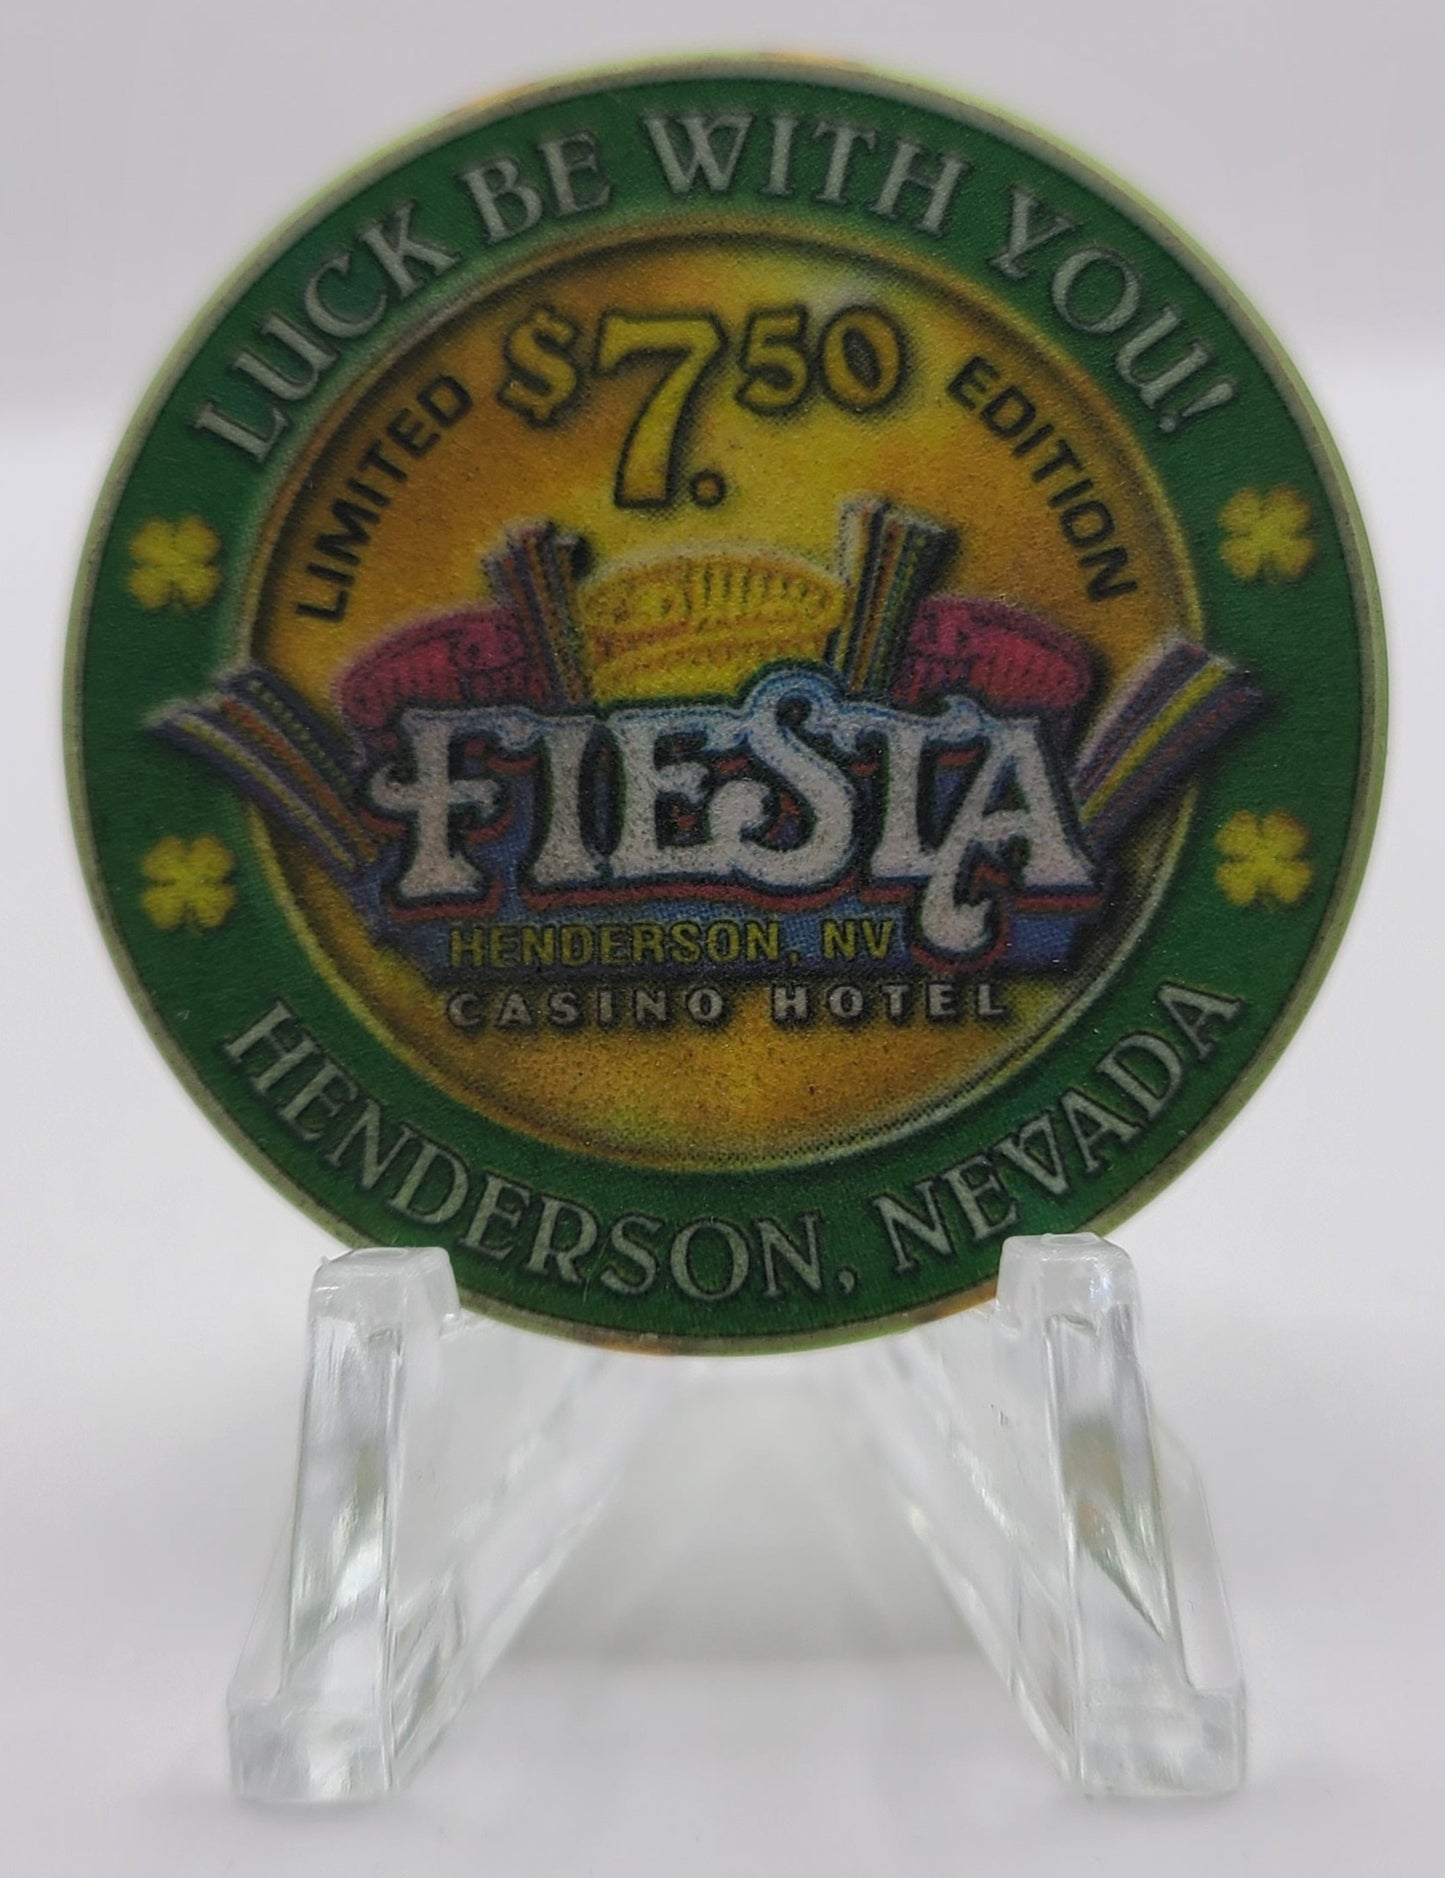 LUCK BE WITH YOU!
LIMITED $7.50 EDITION
FIESTA
HENDERSON, NV
CASINO HOTEL
HENDERSON, NEVADA